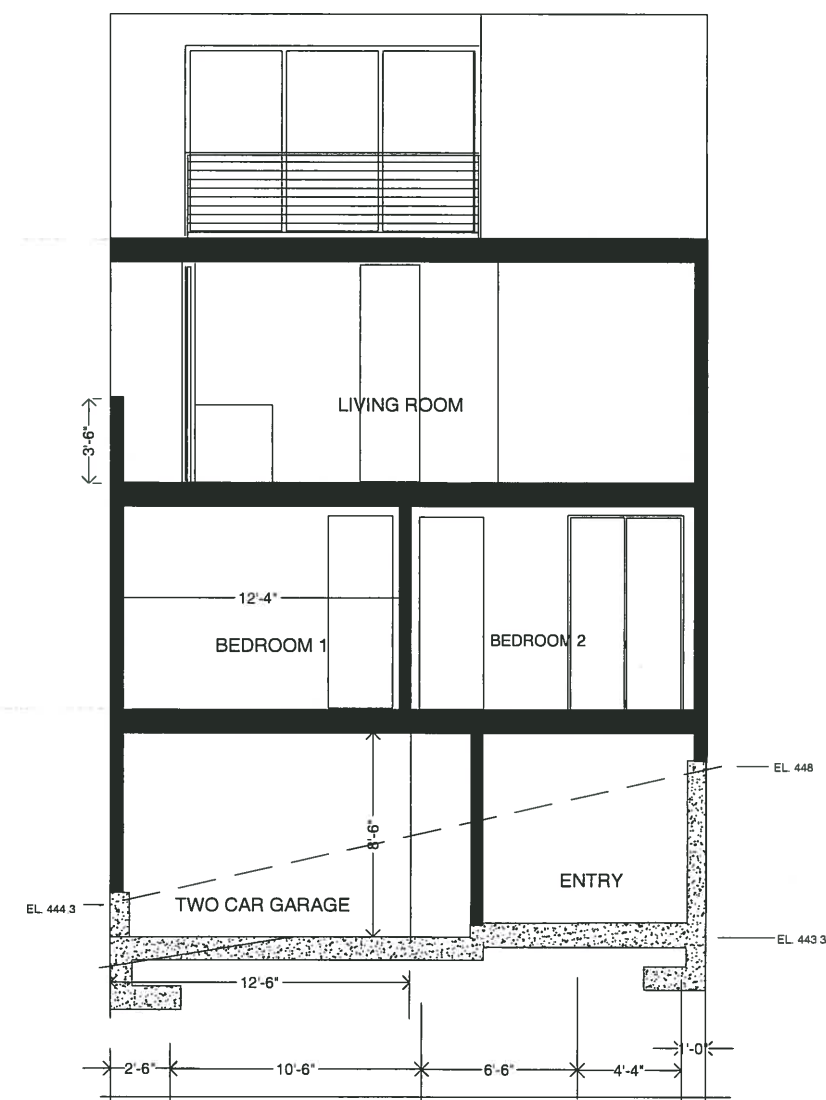 LIVING ROOM
3'-6"
12'-4"
BEDROOM 1
BEDROOM 2
EL. 448
8'-6"
ENTRY
TWO CAR GARAGE
EL. 444.3
EL. 443.3
12'-6"
1'-0"
2'-6"
10'-6"
6'-6"
4'-4"